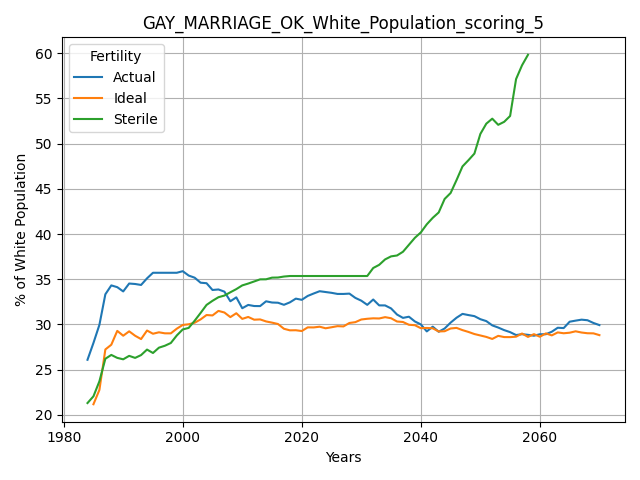 GAY_MARRIAGE_OK_White_Population_scoring_5
Fertility
Actual
Ideal
Sterile
% of White Population
60
55
50
45
40
35
30
25
20
1980
2000
2020
2040
2060
Years